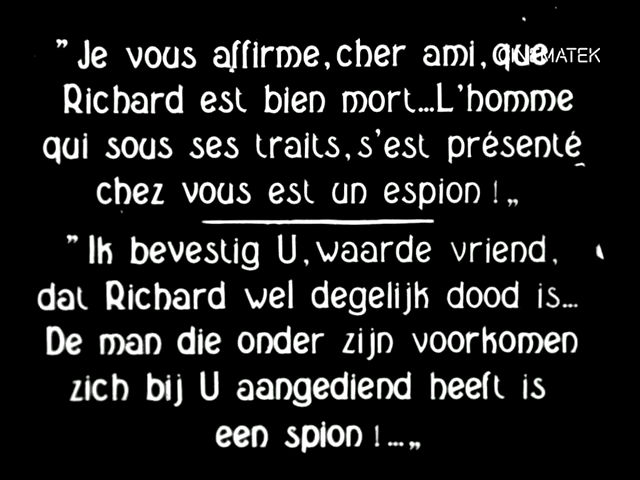 "Je vous affirme, cher ami, que
CINEMATEK
Richard est bien mort...L'homme
qui sous ses traits, s'est présenté
chez vous est un espion !„
"Ik bevestig U, waarde vriend,
dat Richard wel degelijk dood is...
De man die onder zijn voorkomen
zich bij U aangediend heeft is
een spion !...„